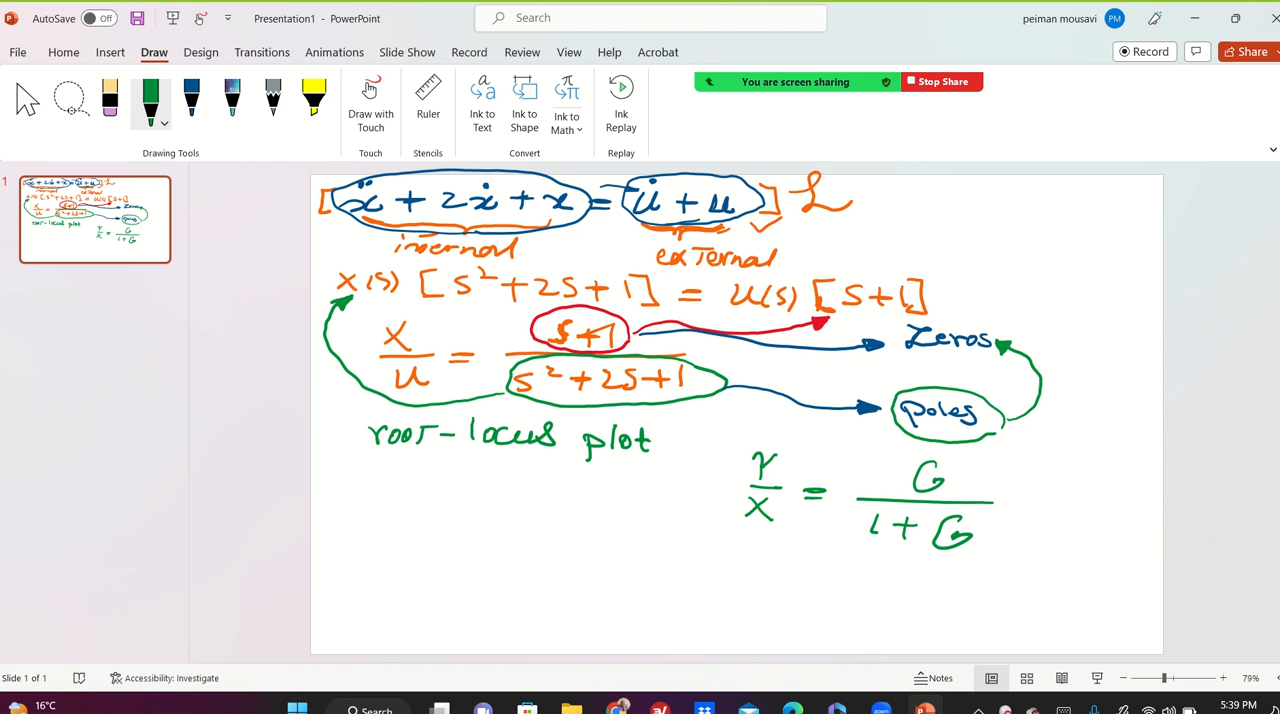 AutoSave Off Presentation1 - PowerPoint Search peiman mousavi PM
File Home Insert Draw Design Transitions Animations Slide Show Record Review View Help Acrobat Record Share
You are screen sharing Stop Share
Draw with Touch Ruler Ink to Text Ink to Shape Ink to Math Ink Replay
Drawing Tools Touch Stencils Convert Replay
1
[ẍ + 2ẋ + x = u̇ + u] ℒ
internal external
X(s) [s²+2s+1] = U(s) [s+1]
X/U = s+1/s²+2s+1
zeros
poles
root-locus plot
Y/X = G/1+G
Slide 1 of 1 Accessibility: Investigate Notes 79%
16°C Search zoom 5:39 PM